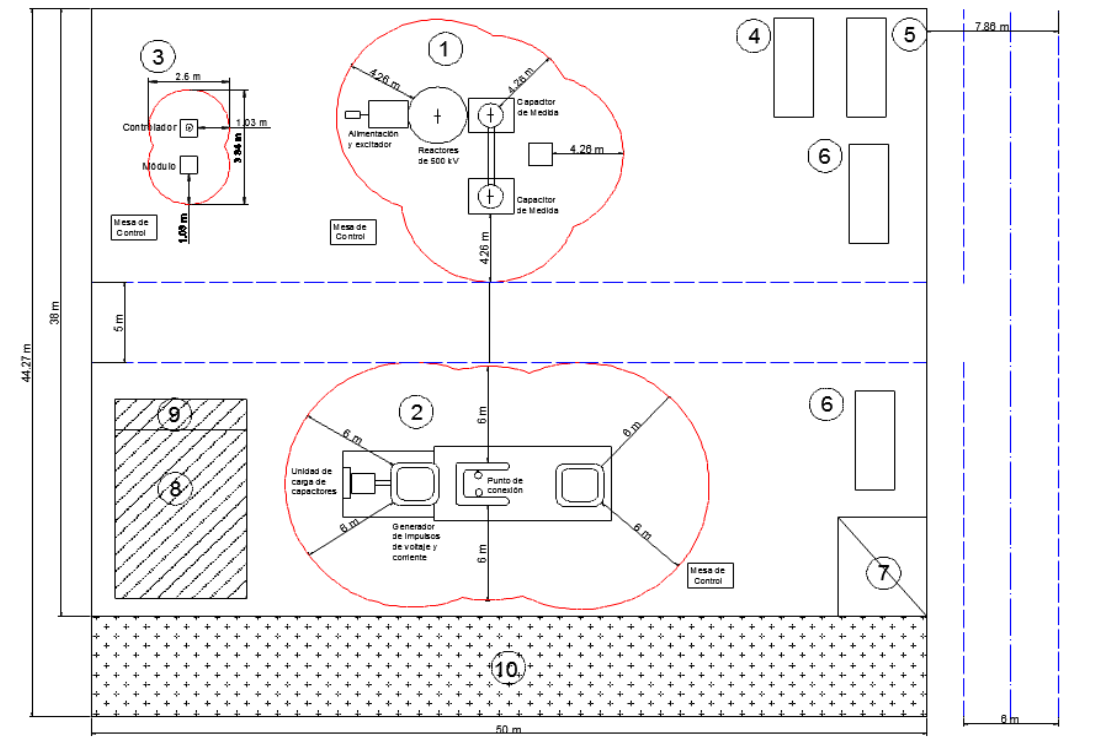 3
1
4
5
7.86 m
2.6 m
4.26 m
4.26 m
Controlador
1.03 m
3.84 m
Módulo
1.03 m
Alimentación
y excitador
Reactores
de 500 kV
Capacitor
de Medida
4.26 m
6
Capacitor
de Medida
Mesa de
Control
Mesa de
Control
4.26 m
5 m
38 m
44.27 m
9
8
2
6 m
6 m
6 m
6
Unidad de
carga de
capacitores
Punto de
conexión
6 m
Generador
de impulsos
de voltaje y
corriente
6 m
6 m
Mesa de
Control
7
10
50 m
6 m